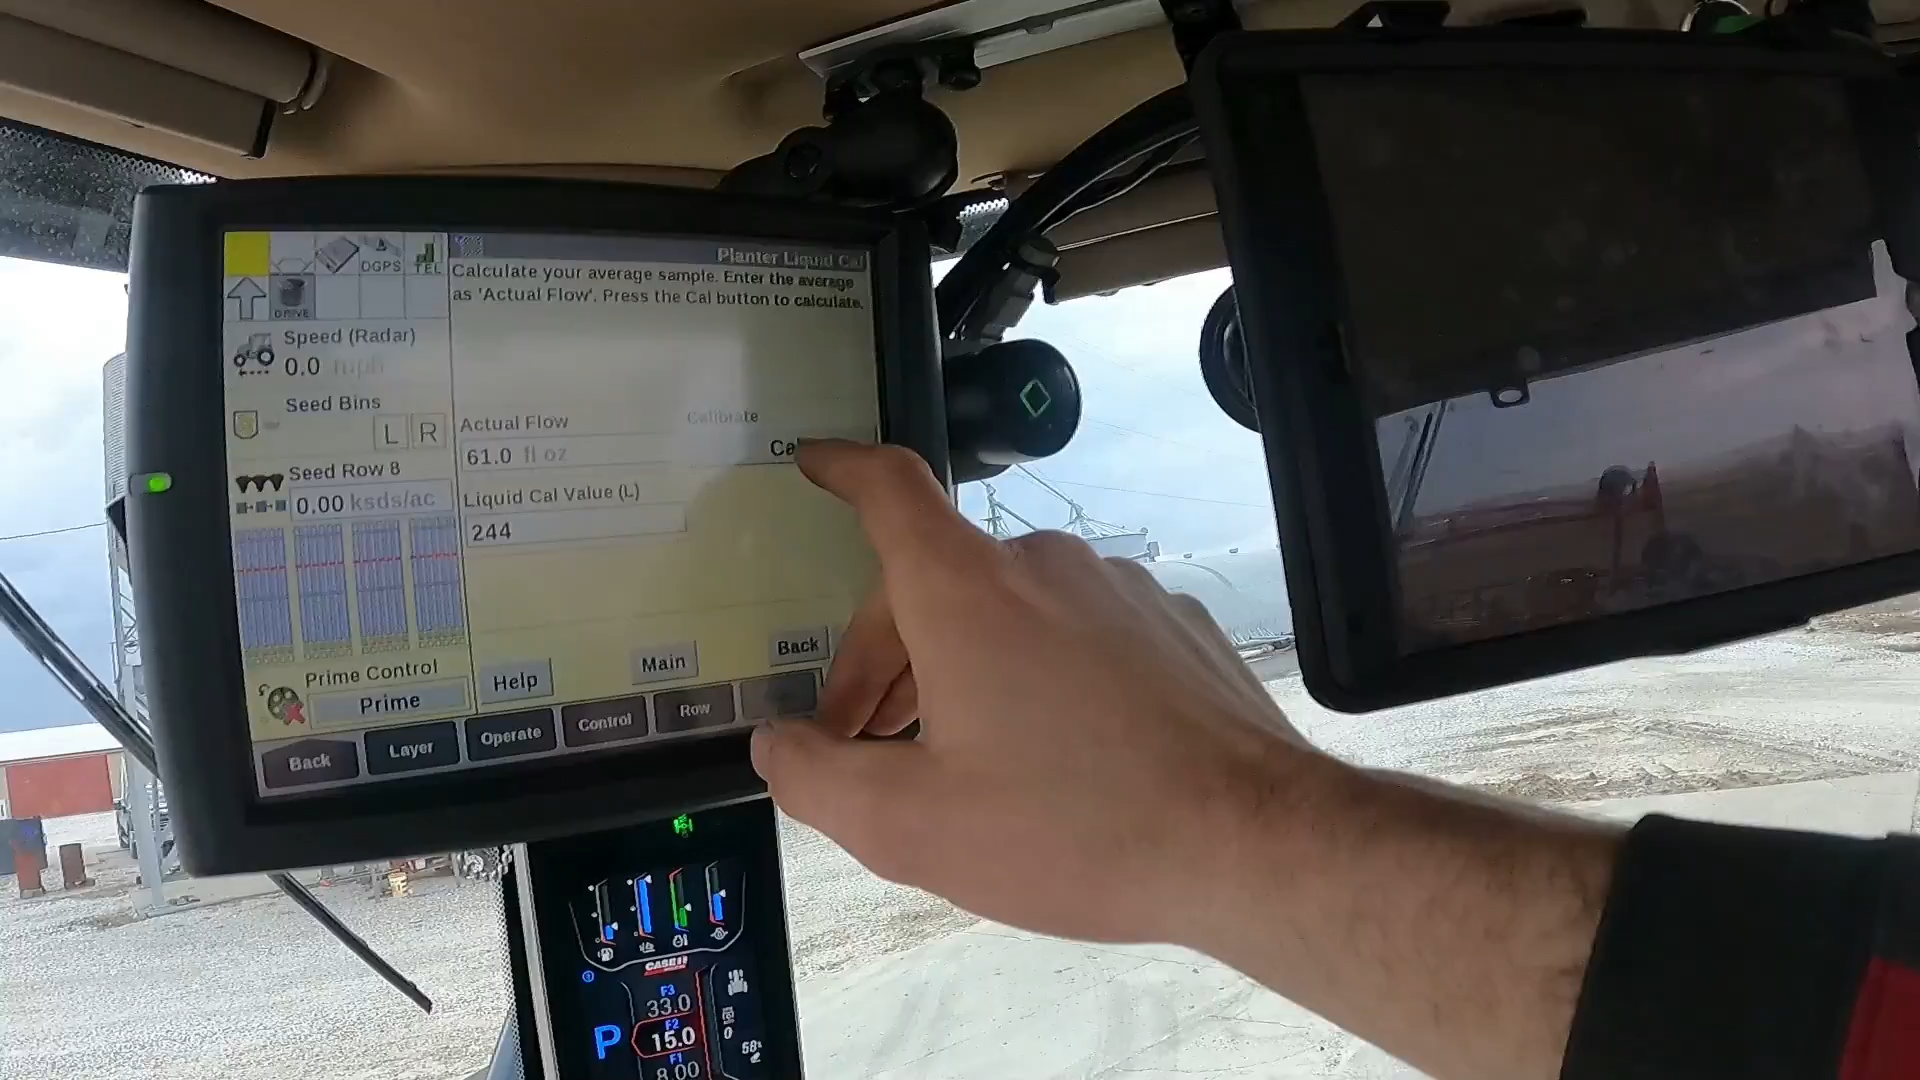 Planter Liquid Cal
DGPS
TEL
Calculate your average sample. Enter the average
as 'Actual Flow'. Press the Cal button to calculate.
DRIVE
Speed (Radar)
0.0 mph
Seed Bins
L R
Actual Flow
Calibrate
61.0 fl oz
Seed Row 8
0.00 ksds/ac
Liquid Cal Value (L)
244
Prime Control
Prime
Help
Main
Back
Back
Layer
Operate
Control
Row
CASE IH
F3
33.0
P
F2
15.0
F1
8.00
0
58